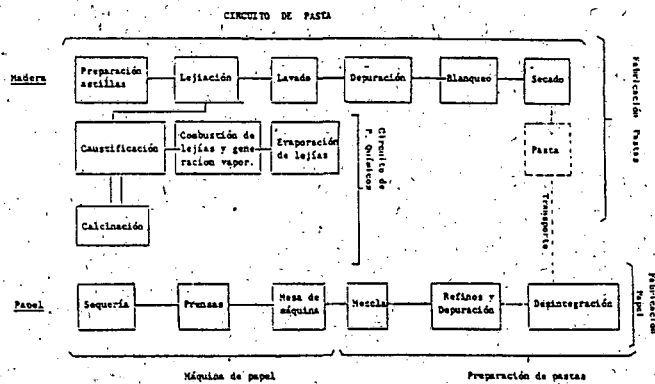 CIRCUITO DE PASTA
Madera
Preparación
astillas
Lejiación
Lavado
Depuración
Blanqueo
Secado
Fabricación Pastas
Caustificación
Combustión de
lejías y gene
racion vapor.
Evaporación
de lejías
Circuito de
P. Químicos
Pasta
Calcinación
Transporte
Papel
Sequería
Prensas
Mesa de
máquina
Mezcla
Refinos y
Depuración
Desintegración
Fabricación
Papel
Máquina de papel
Preparación de pastas